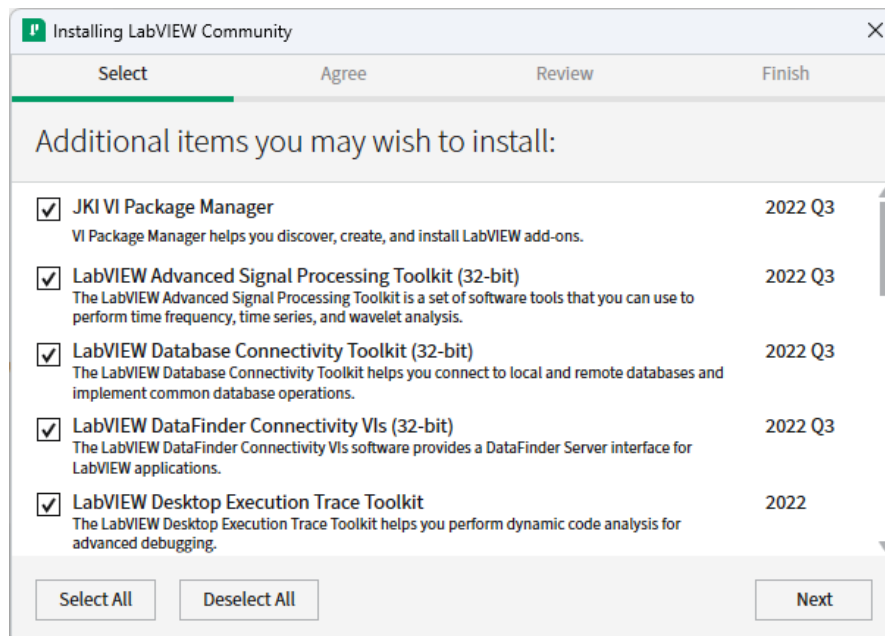 Installing LabVIEW Community
Select Agree Review Finish
Additional items you may wish to install:
JKI VI Package Manager 2022 Q3
VI Package Manager helps you discover, create, and install LabVIEW add-ons.
LabVIEW Advanced Signal Processing Toolkit (32-bit) 2022 Q3
The LabVIEW Advanced Signal Processing Toolkit is a set of software tools that you can use to
perform time frequency, time series, and wavelet analysis.
LabVIEW Database Connectivity Toolkit (32-bit) 2022 Q3
The LabVIEW Database Connectivity Toolkit helps you connect to local and remote databases and
implement common database operations.
LabVIEW DataFinder Connectivity VIs (32-bit) 2022 Q3
The LabVIEW DataFinder Connectivity VIs software provides a DataFinder Server interface for
LabVIEW applications.
LabVIEW Desktop Execution Trace Toolkit 2022
The LabVIEW Desktop Execution Trace Toolkit helps you perform dynamic code analysis for
advanced debugging.
Select All Deselect All Next